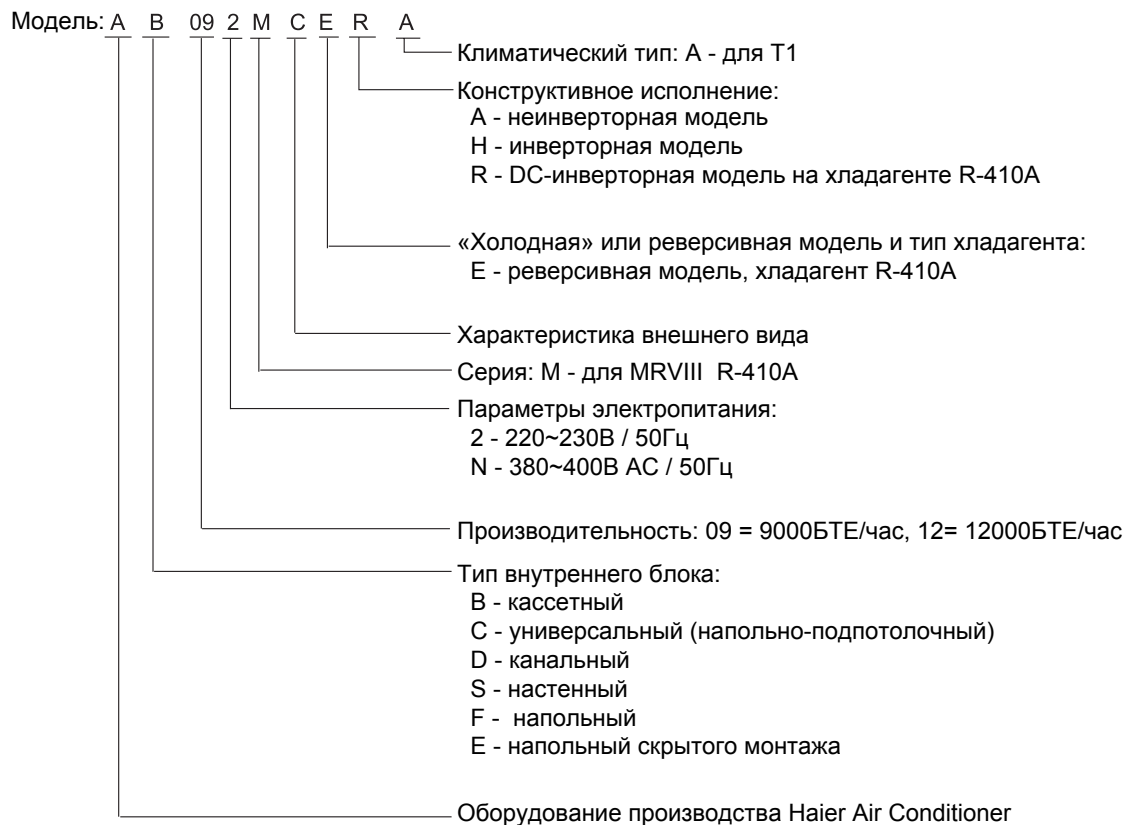 Модель: A B 09 2 M C E R A
Климатический тип: A - для T1
Конструктивное исполнение:
A - неинверторная модель
H - инверторная модель
R - DC-инверторная модель на хладагенте R-410A
«Холодная» или реверсивная модель и тип хладагента:
E - реверсивная модель, хладагент R-410A
Характеристика внешнего вида
Серия: M - для MRVIII R-410A
Параметры электропитания:
2 - 220~230В / 50Гц
N - 380~400В AC / 50Гц
Производительность: 09 = 9000БТЕ/час, 12= 12000БТЕ/час
Тип внутреннего блока:
B - кассетный
C - универсальный (напольно-подпотолочный)
D - канальный
S - настенный
F - напольный
E - напольный скрытого монтажа
Оборудование производства Haier Air Conditioner